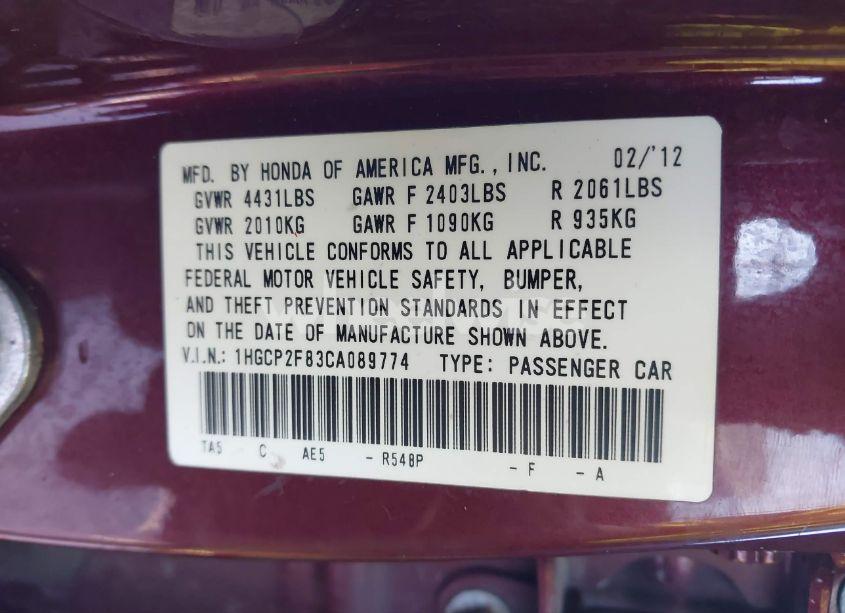 MFD. BY HONDA OF AMERICA MFG., INC. 02/'12
GVWR 4431LBS GAWR F 2403LBS R 2061LBS
GVWR 2010KG GAWR F 1090KG R 935KG
THIS VEHICLE CONFORMS TO ALL APPLICABLE
FEDERAL MOTOR VEHICLE SAFETY, BUMPER,
AND THEFT PREVENTION STANDARDS IN EFFECT
ON THE DATE OF MANUFACTURE SHOWN ABOVE.
V.I.N.: 1HGCP2F83CA089774 TYPE: PASSENGER CAR
TA5 C AE5 - R548P - F - A